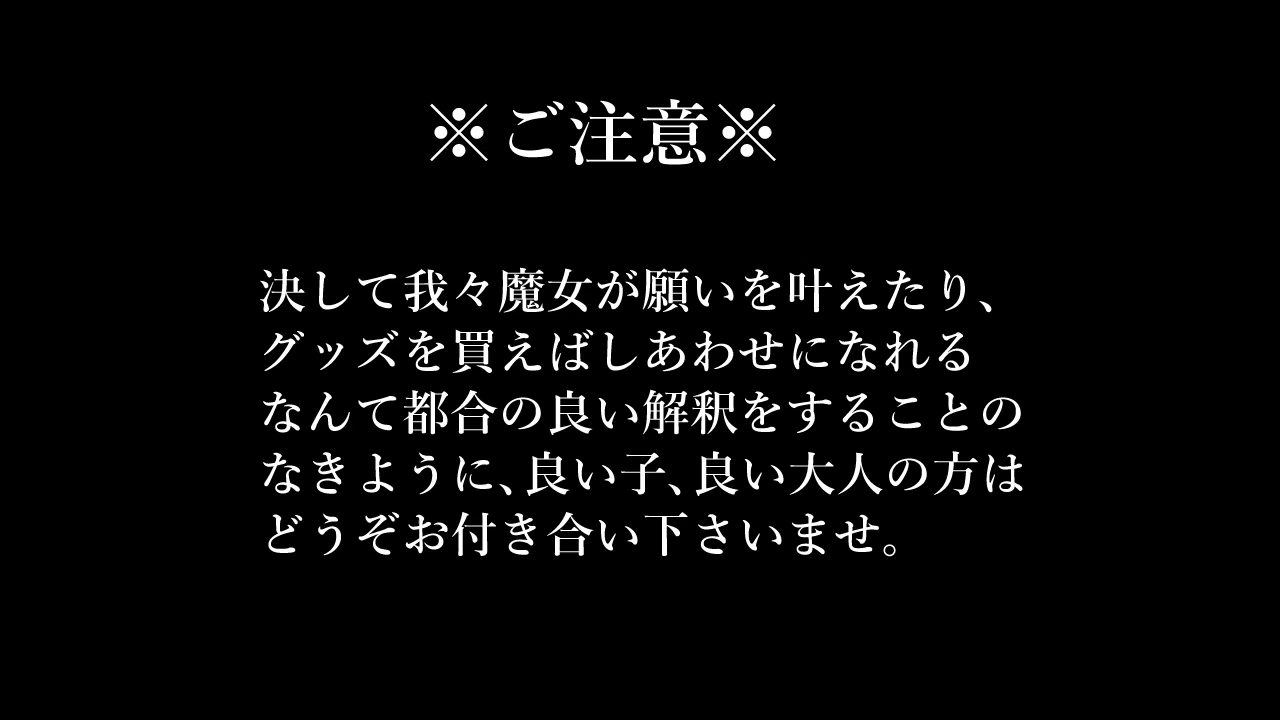 ※ご注意※
決して我々魔女が願いを叶えたり、
グッズを買えばしあわせになれる
なんて都合の良い解釈をすることの
なきように、良い子、良い大人の方は
どうぞお付き合い下さいませ。